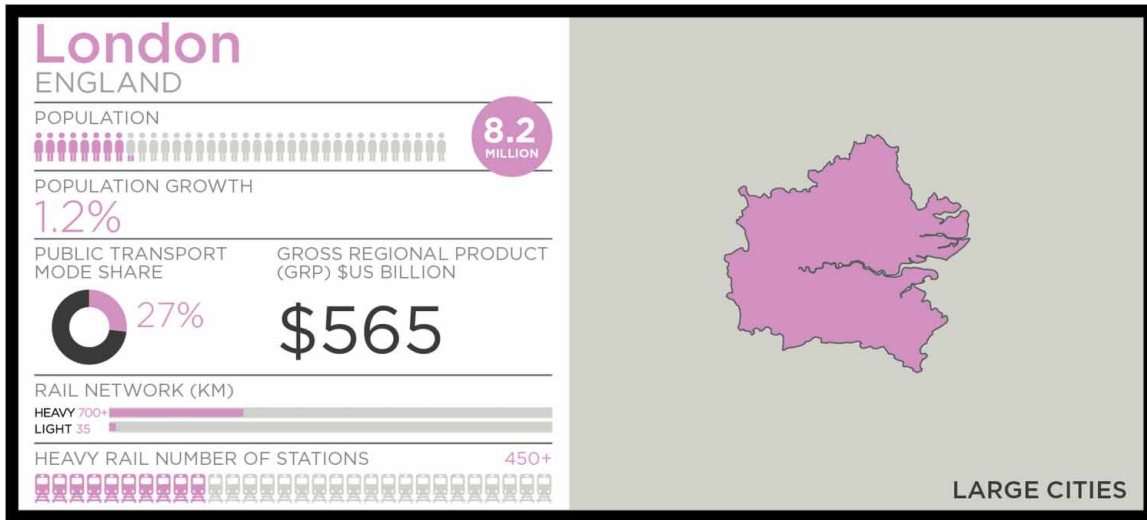 London
ENGLAND
POPULATION
8.2
MILLION
POPULATION GROWTH
1.2%
PUBLIC TRANSPORT
MODE SHARE
27%
GROSS REGIONAL PRODUCT
(GRP) $US BILLION
$565
RAIL NETWORK (KM)
HEAVY 700+
LIGHT 35
HEAVY RAIL NUMBER OF STATIONS 450+
LARGE CITIES